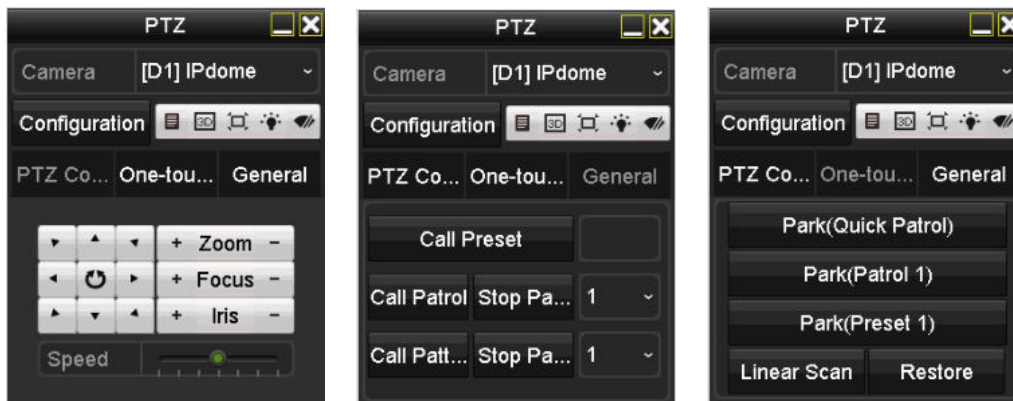 PTZ
Camera [D1] IPdome
Configuration 3D
PTZ Co... One-tou... General
+ Zoom −
+ Focus −
+ Iris −
Speed
PTZ
Camera [D1] IPdome
Configuration 3D
PTZ Co... One-tou... General
Call Preset
Call Patrol Stop Pa... 1
Call Patt... Stop Pa... 1
PTZ
Camera [D1] IPdome
Configuration 3D
PTZ Co... One-tou... General
Park(Quick Patrol)
Park(Patrol 1)
Park(Preset 1)
Linear Scan Restore